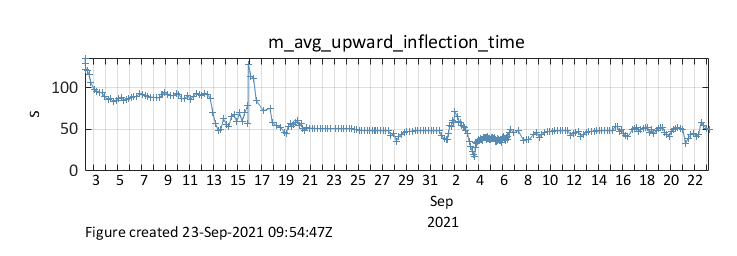 m_avg_upward_inflection_time
100
50
0
s
3 5 7 9 11 13 15 17 19 21 23 25 27 29 31 2 4 6 8 10 12 14 16 18 20 22
Sep
2021
Figure created 23-Sep-2021 09:54:47Z